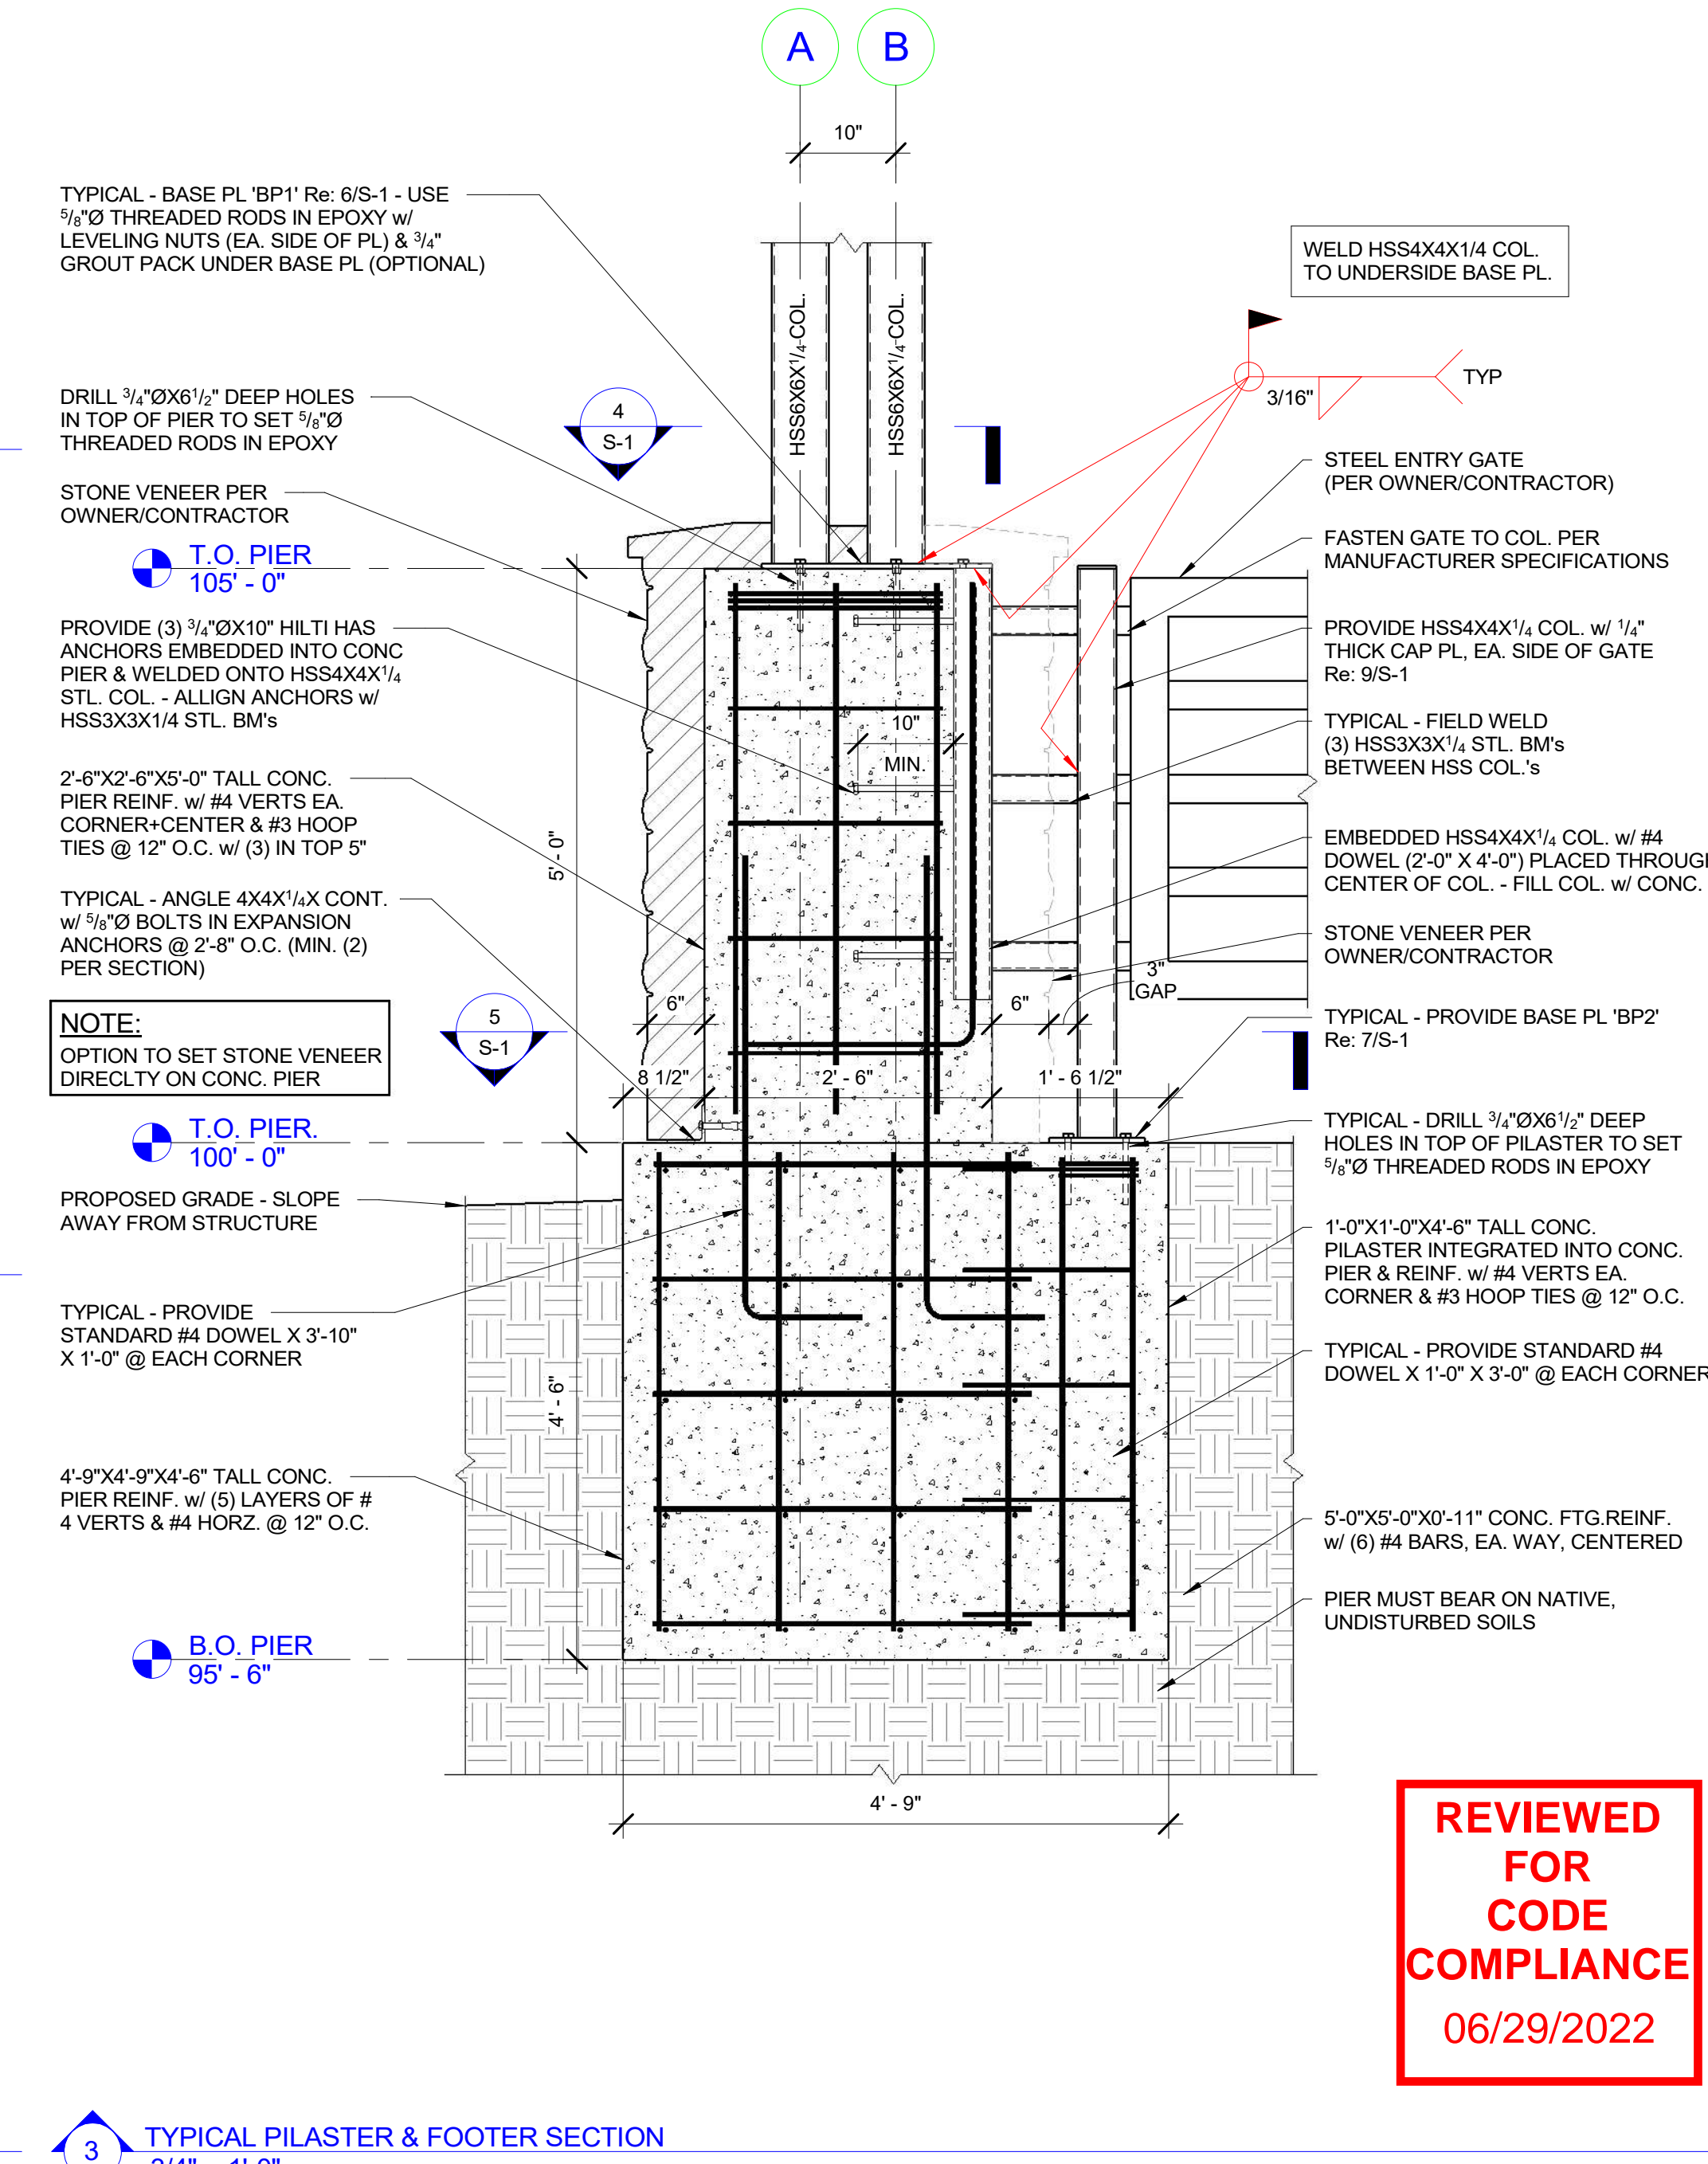 A
B
10"
TYPICAL - BASE PL 'BP1' Re: 6/S-1 - USE
5/8"Ø THREADED RODS IN EPOXY w/
LEVELING NUTS (EA. SIDE OF PL) & 3/4"
GROUT PACK UNDER BASE PL (OPTIONAL)
WELD HSS4X4X1/4 COL.
TO UNDERSIDE BASE PL.
HSS6X6X1/4 COL.
HSS6X6X1/4 COL.
3/16"
TYP
DRILL 3/4"ØX61/2" DEEP HOLES
IN TOP OF PIER TO SET 5/8"Ø
THREADED RODS IN EPOXY
4
S-1
STEEL ENTRY GATE
(PER OWNER/CONTRACTOR)
STONE VENEER PER
OWNER/CONTRACTOR
FASTEN GATE TO COL. PER
MANUFACTURER SPECIFICATIONS
T.O. PIER
105' - 0"
PROVIDE (3) 3/4"ØX10" HILTI HAS
ANCHORS EMBEDDED INTO CONC
PIER & WELDED ONTO HSS4X4X1/4
STL. COL. - ALLIGN ANCHORS w/
HSS3X3X1/4 STL. BM's
PROVIDE HSS4X4X1/4 COL. w/ 1/4"
THICK CAP PL, EA. SIDE OF GATE
Re: 9/S-1
10"
MIN.
TYPICAL - FIELD WELD
(3) HSS3X3X1/4 STL. BM's
BETWEEN HSS COL.'s
2'-6"X2'-6"X5'-0" TALL CONC.
PIER REINF. w/ #4 VERTS EA.
CORNER+CENTER & #3 HOOP
TIES @ 12" O.C. w/ (3) IN TOP 5"
5' - 0"
EMBEDDED HSS4X4X1/4 COL. w/ #4
DOWEL (2'-0" X 4'-0") PLACED THROUGH
CENTER OF COL. - FILL COL. w/ CONC.
TYPICAL - ANGLE 4X4X1/4X CONT.
w/ 5/8"Ø BOLTS IN EXPANSION
ANCHORS @ 2'-8" O.C. (MIN. (2)
PER SECTION)
STONE VENEER PER
OWNER/CONTRACTOR
6"
6"
3"
GAP
NOTE:
OPTION TO SET STONE VENEER
DIRECLTY ON CONC. PIER
5
S-1
TYPICAL - PROVIDE BASE PL 'BP2'
Re: 7/S-1
8 1/2"
2' - 6"
1' - 6 1/2"
T.O. PIER.
100' - 0"
TYPICAL - DRILL 3/4"ØX61/2" DEEP
HOLES IN TOP OF PILASTER TO SET
5/8"Ø THREADED RODS IN EPOXY
PROPOSED GRADE - SLOPE
AWAY FROM STRUCTURE
1'-0"X1'-0"X4'-6" TALL CONC.
PILASTER INTEGRATED INTO CONC.
PIER & REINF. w/ #4 VERTS EA.
CORNER & #3 HOOP TIES @ 12" O.C.
TYPICAL - PROVIDE
STANDARD #4 DOWEL X 3'-10"
X 1'-0" @ EACH CORNER
TYPICAL - PROVIDE STANDARD #4
DOWEL X 1'-0" X 3'-0" @ EACH CORNER
4' - 6"
4'-9"X4'-9"X4'-6" TALL CONC.
PIER REINF. w/ (5) LAYERS OF #
4 VERTS & #4 HORZ. @ 12" O.C.
5'-0"X5'-0"X0'-11" CONC. FTG.REINF.
w/ (6) #4 BARS, EA. WAY, CENTERED
PIER MUST BEAR ON NATIVE,
UNDISTURBED SOILS
B.O. PIER
95' - 6"
4' - 9"
REVIEWED
FOR
CODE
COMPLIANCE
06/29/2022
3
TYPICAL PILASTER & FOOTER SECTION